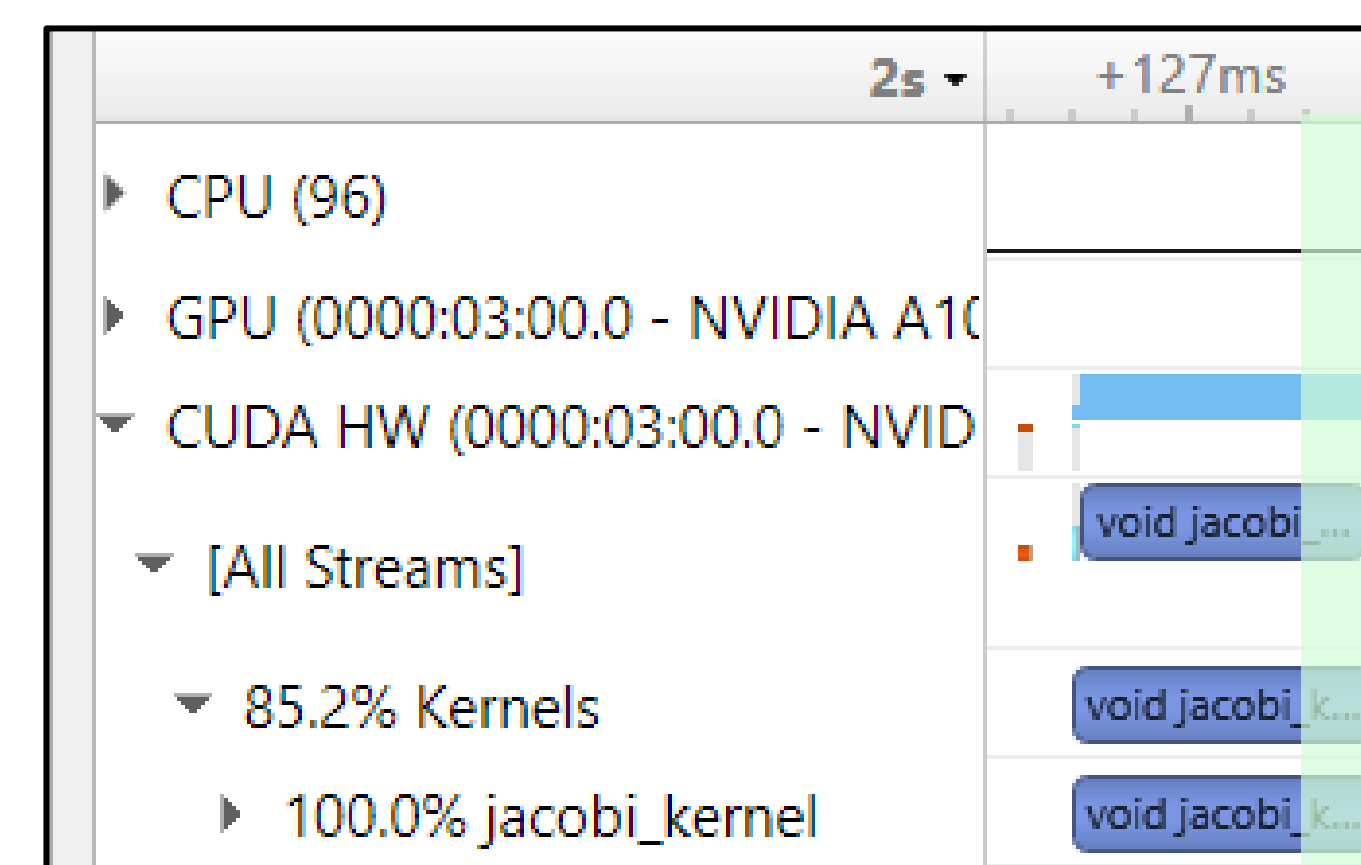 2s +127ms
CPU (96)
GPU (0000:03:00.0 - NVIDIA A10
CUDA HW (0000:03:00.0 - NVID
void jacobi_...
[All Streams]
85.2% Kernels
void jacobi_k...
100.0% jacobi_kernel
void jacobi_k...